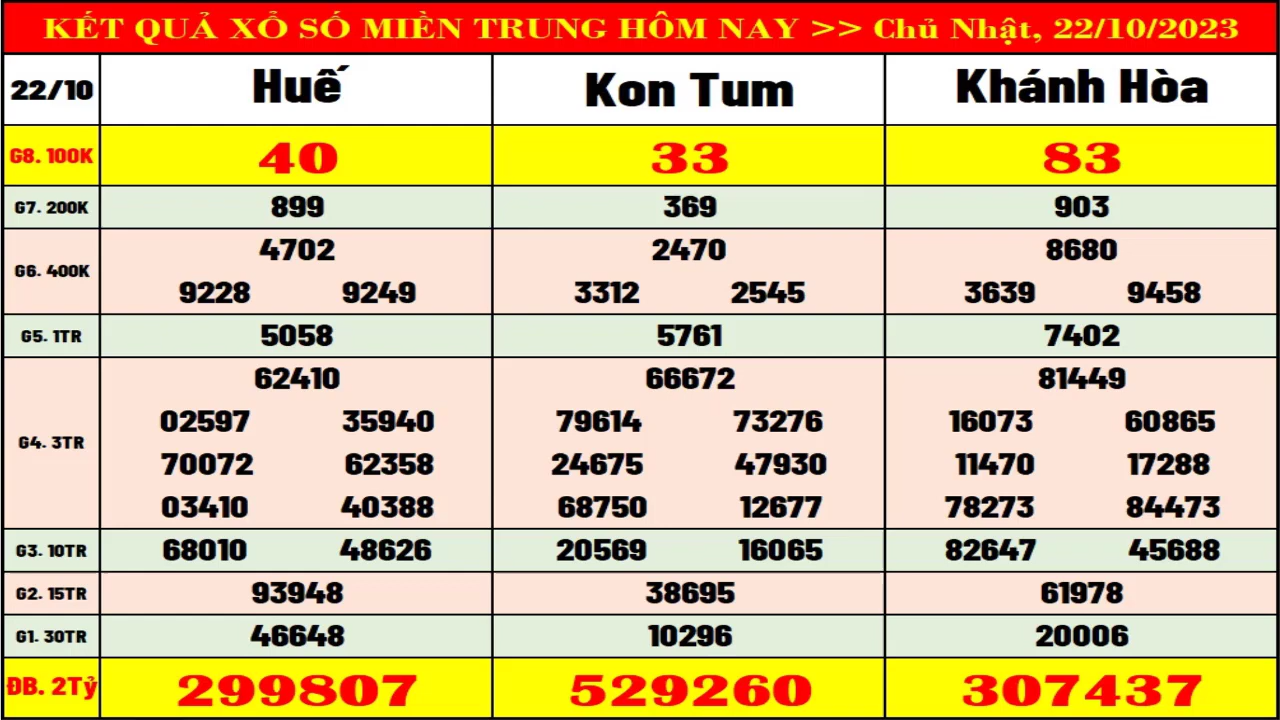 KẾT QUẢ XỔ SỐ MIỀN TRUNG HÔM NAY >> Chủ Nhật, 22/10/2023
22/10 Huế Kon Tum Khánh Hòa
G8. 100K 40 33 83
G7. 200K 899 369 903
4702 2470 8680
G6. 400K
9228 9249 3312 2545 3639 9458
G5. 1TR 5058 5761 7402
62410 66672 81449
02597 35940 79614 73276 16073 60865
G4. 3TR
70072 62358 24675 47930 11470 17288
03410 40388 68750 12677 78273 84473
G3. 10TR 68010 48626 20569 16065 82647 45688
G2. 15TR 93948 38695 61978
G1. 30TR 46648 10296 20006
ĐB. 2Tỷ 299807 529260 307437